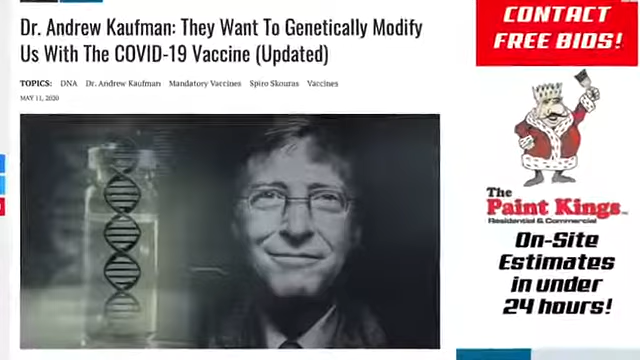 Dr. Andrew Kaufman: They Want To Genetically Modify
Us With The COVID-19 Vaccine (Updated)
TOPICS: DNA Dr. Andrew Kaufman Mandatory Vaccines Spiro Skouras Vaccines
MAY 11, 2020
CONTACT
FREE BIDS!
The
Paint Kings
Residential & Commercial
On-Site
Estimates
in under
24 hours!